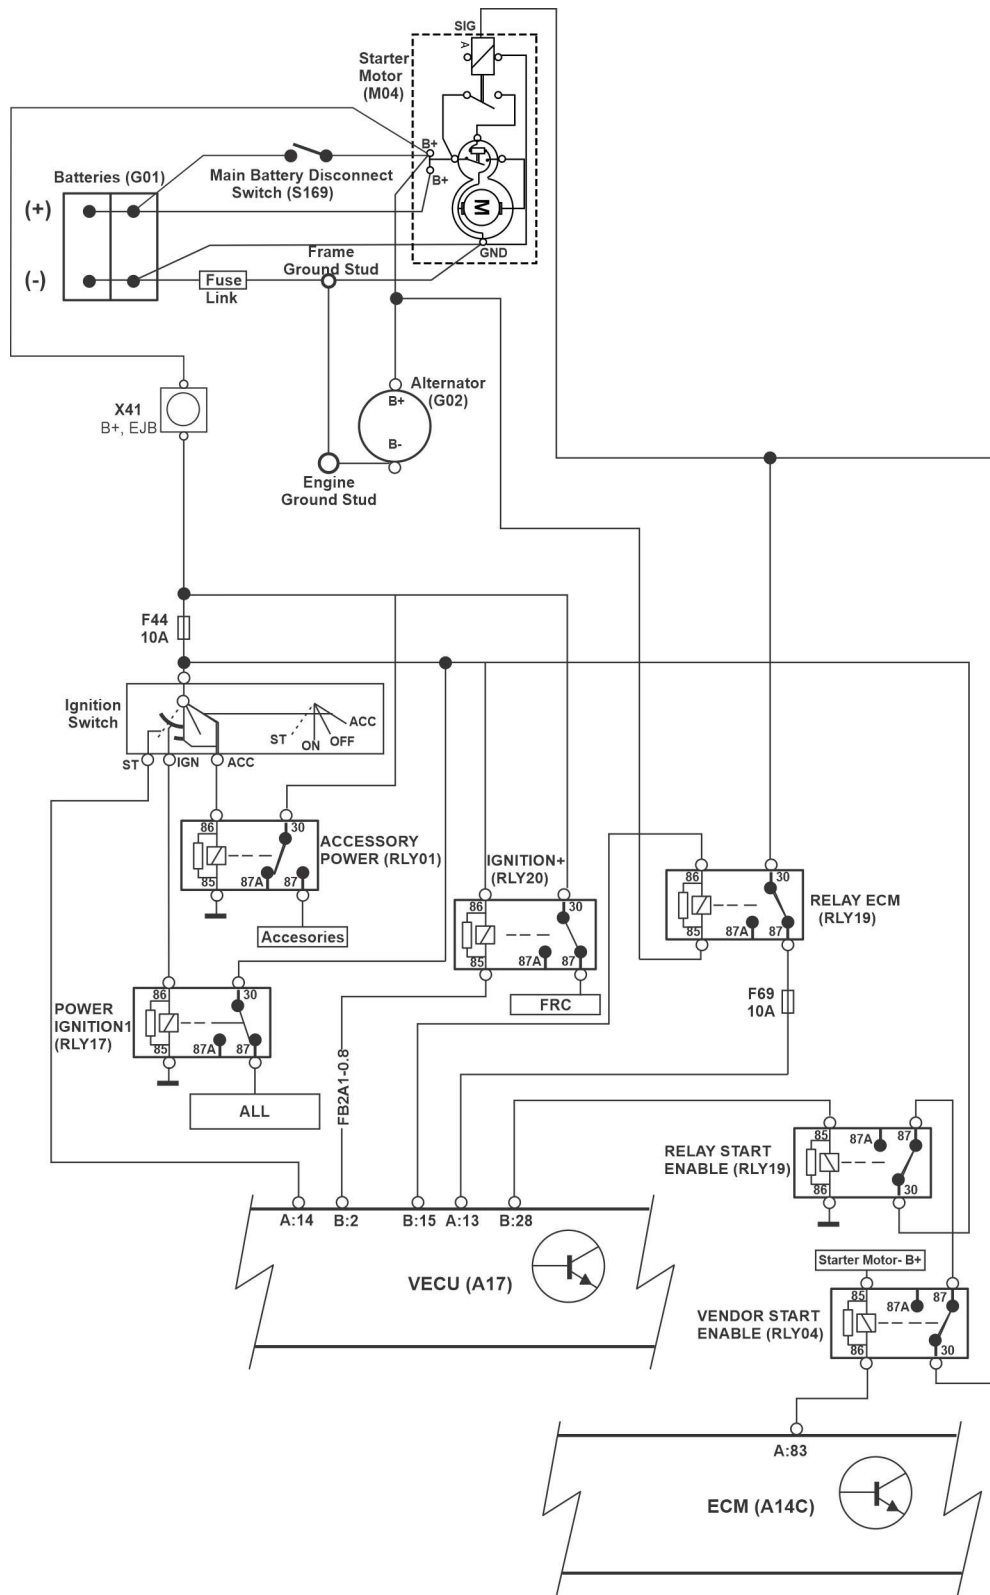 SIG
A
Starter
Motor
(M04)
B+
B+
Main Battery Disconnect
Switch (S169)
Batteries (G01)
(+)
M
GND
Frame
Ground Stud
(-)
Fuse
Link
Alternator
(G02)
B+
B-
X41
B+, EJB
Engine
Ground Stud
F44
10A
Ignition
Switch
ACC
ST
ON
OFF
ST
IGN
ACC
86
30
ACCESSORY
POWER (RLY01)
85
87A
87
Accesories
IGNITION+
(RLY20)
86
30
85
87A
87
FRC
86
30
RELAY ECM
(RLY19)
85
87A
87
F69
10A
POWER
IGNITION1
(RLY17)
86
30
85
87A
87
ALL
FB2A1-0.8
RELAY START
ENABLE (RLY19)
85
87A
87
86
30
A:14
B:2
B:15
A:13
B:28
VECU (A17)
Starter Motor- B+
VENDOR START
ENABLE (RLY04)
85
87A
87
86
30
A:83
ECM (A14C)